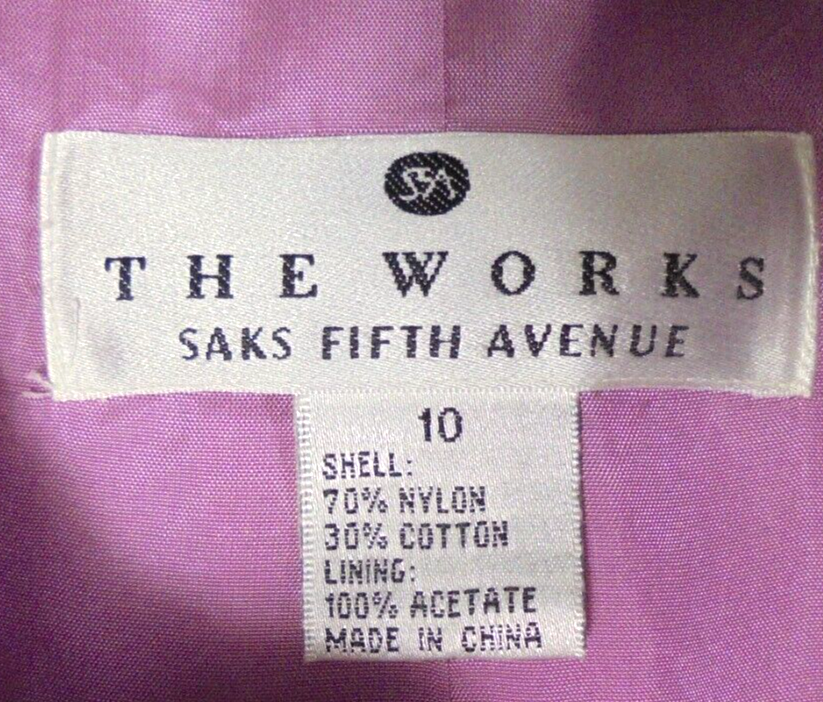 SFA
THE WORKS
SAKS FIFTH AVENUE
10
SHELL:
70% NYLON
30% COTTON
LINING:
100% ACETATE
MADE IN CHINA